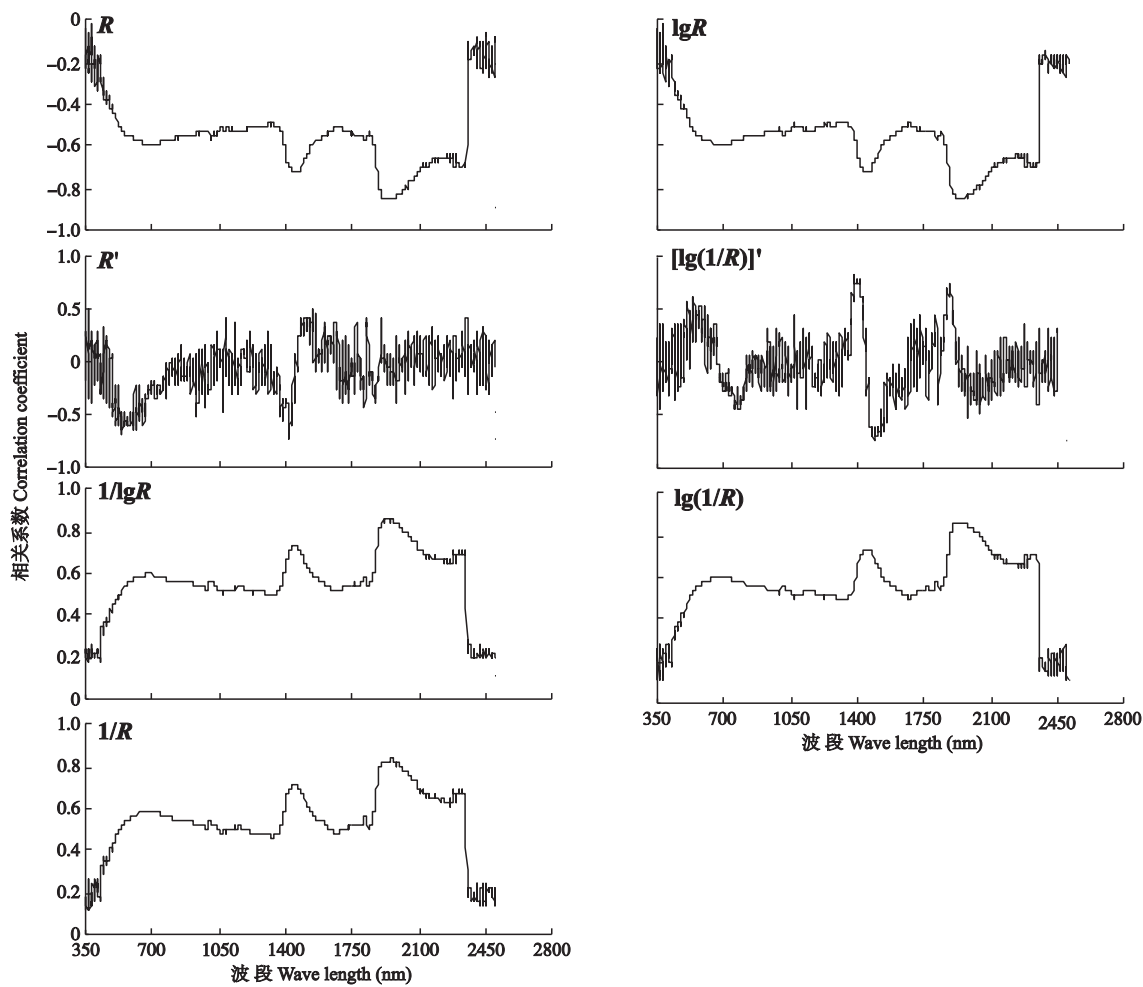 R
0
−0.2
−0.4
−0.6
−0.8
−1.0
lgR
R'
1.0
0.5
0
−0.5
−1.0
[lg(1/R)]'
相关系数 Correlation coefficient
1/lgR
1.0
0.8
0.6
0.4
0.2
0
lg(1/R)
350 700 1050 1400 1750 2100 2450 2800
波 段 Wave length (nm)
1/R
1.0
0.8
0.6
0.4
0.2
0
350 700 1050 1400 1750 2100 2450 2800
波 段 Wave length (nm)